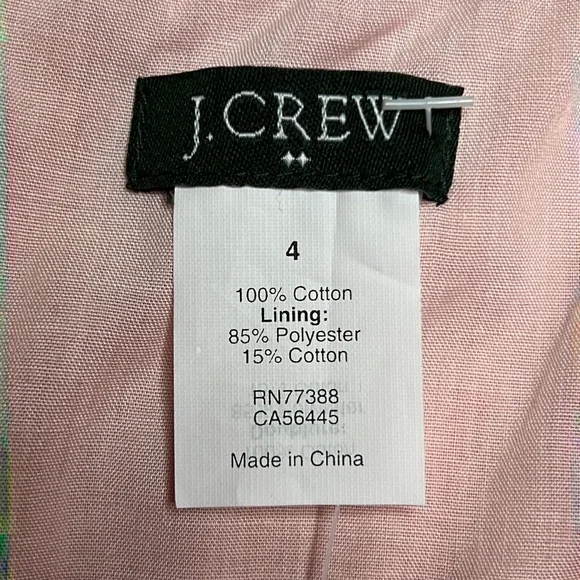 J.CREW
4
100% Cotton
Lining:
85% Polyester
15% Cotton
RN77388
CA56445
Made in China